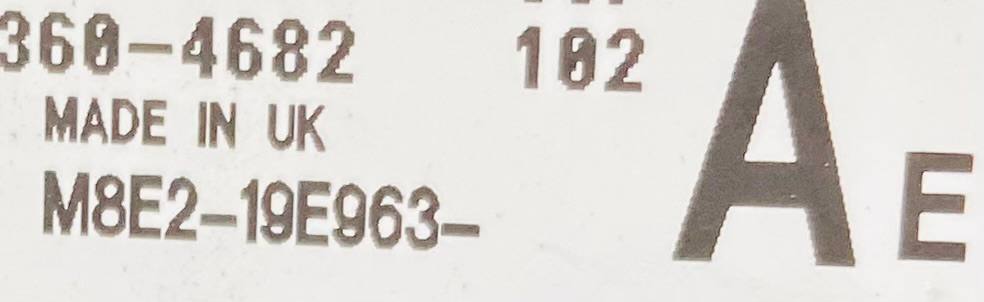 360-4682 102
MADE IN UK
M8E2-19E963-
A E